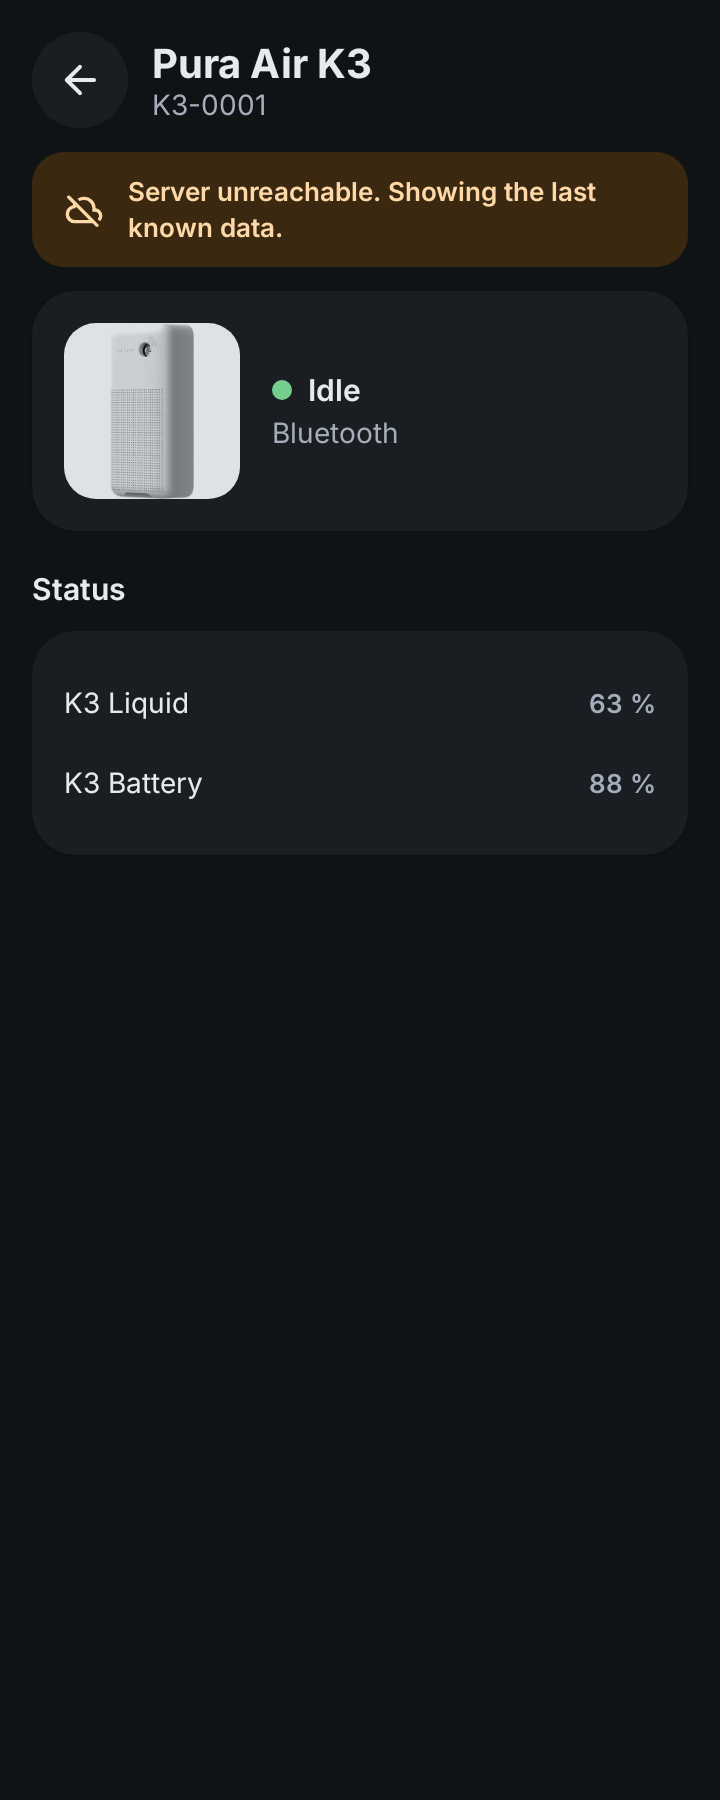 Pura Air K3
K3-0001
Server unreachable. Showing the last
known data.
Idle
Bluetooth
Status
K3 Liquid
63 %
K3 Battery
88 %